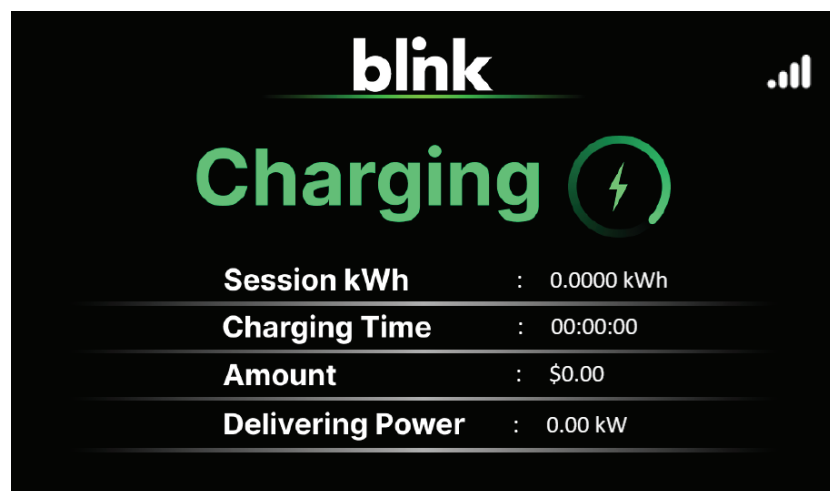 blink
Charging
Session kWh : 0.0000 kWh
Charging Time : 00:00:00
Amount : $0.00
Delivering Power : 0.00 kW